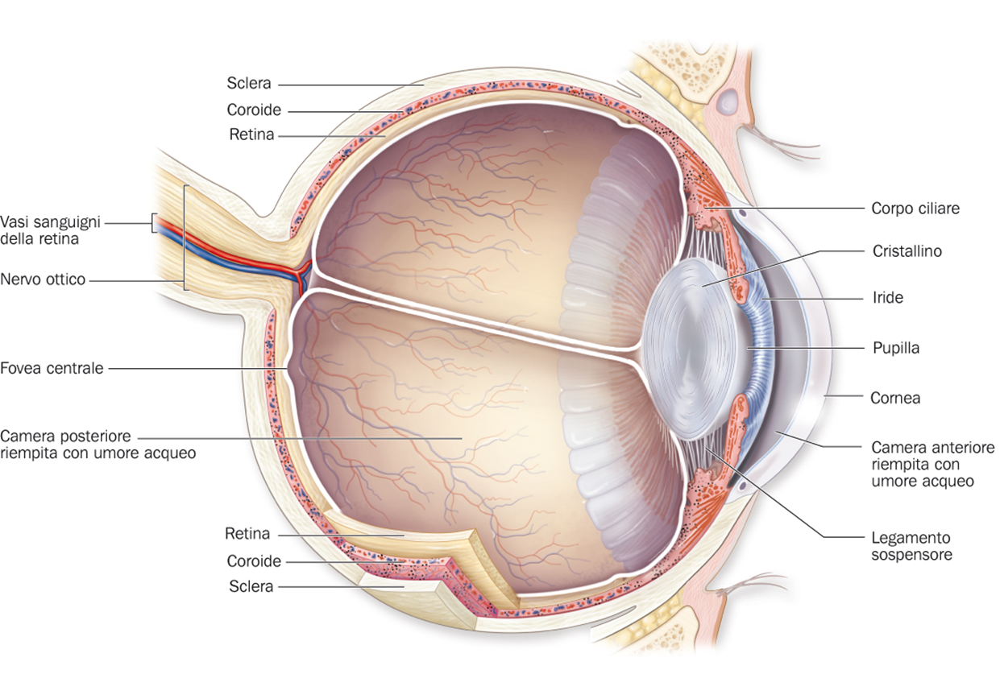 Sclera
Coroide
Retina
Vasi sanguigni
della retina
Nervo ottico
Fovea centrale
Camera posteriore
riempita con umore acqueo
Retina
Coroide
Sclera
Corpo ciliare
Cristallino
Iride
Pupilla
Cornea
Camera anteriore
riempita con
umore acqueo
Legamento
sospensore